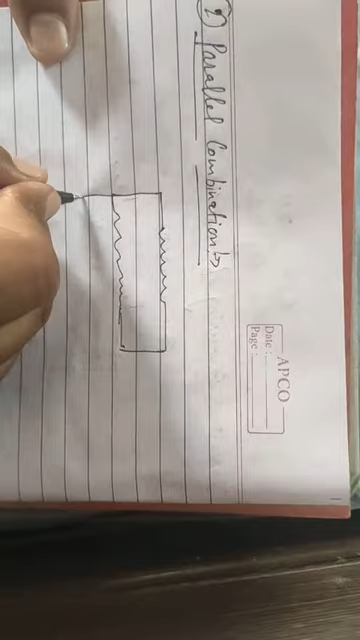 APCO
Date :
Page :
2) Parallel Combination :->